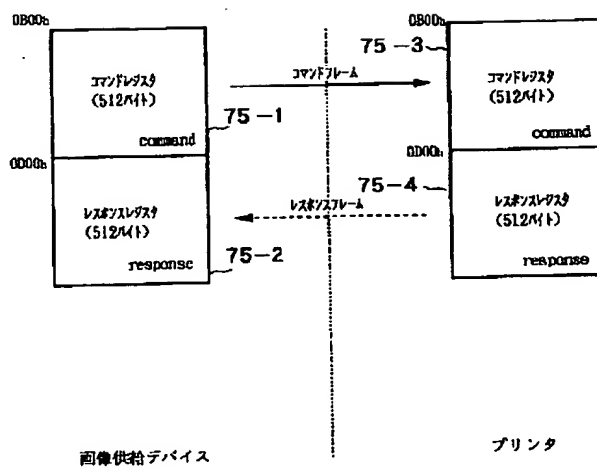 0B00h
コマンドレジスタ
(512バイト)
command
75-1
0D00h
レスポンスレジスタ
(512バイト)
response
75-2
コマンドフレーム
レスポンスフレーム
0B00h
75-3
コマンドレジスタ
(512バイト)
command
0D00h
75-4
レスポンスレジスタ
(512バイト)
response
画像供給デバイス
プリンタ